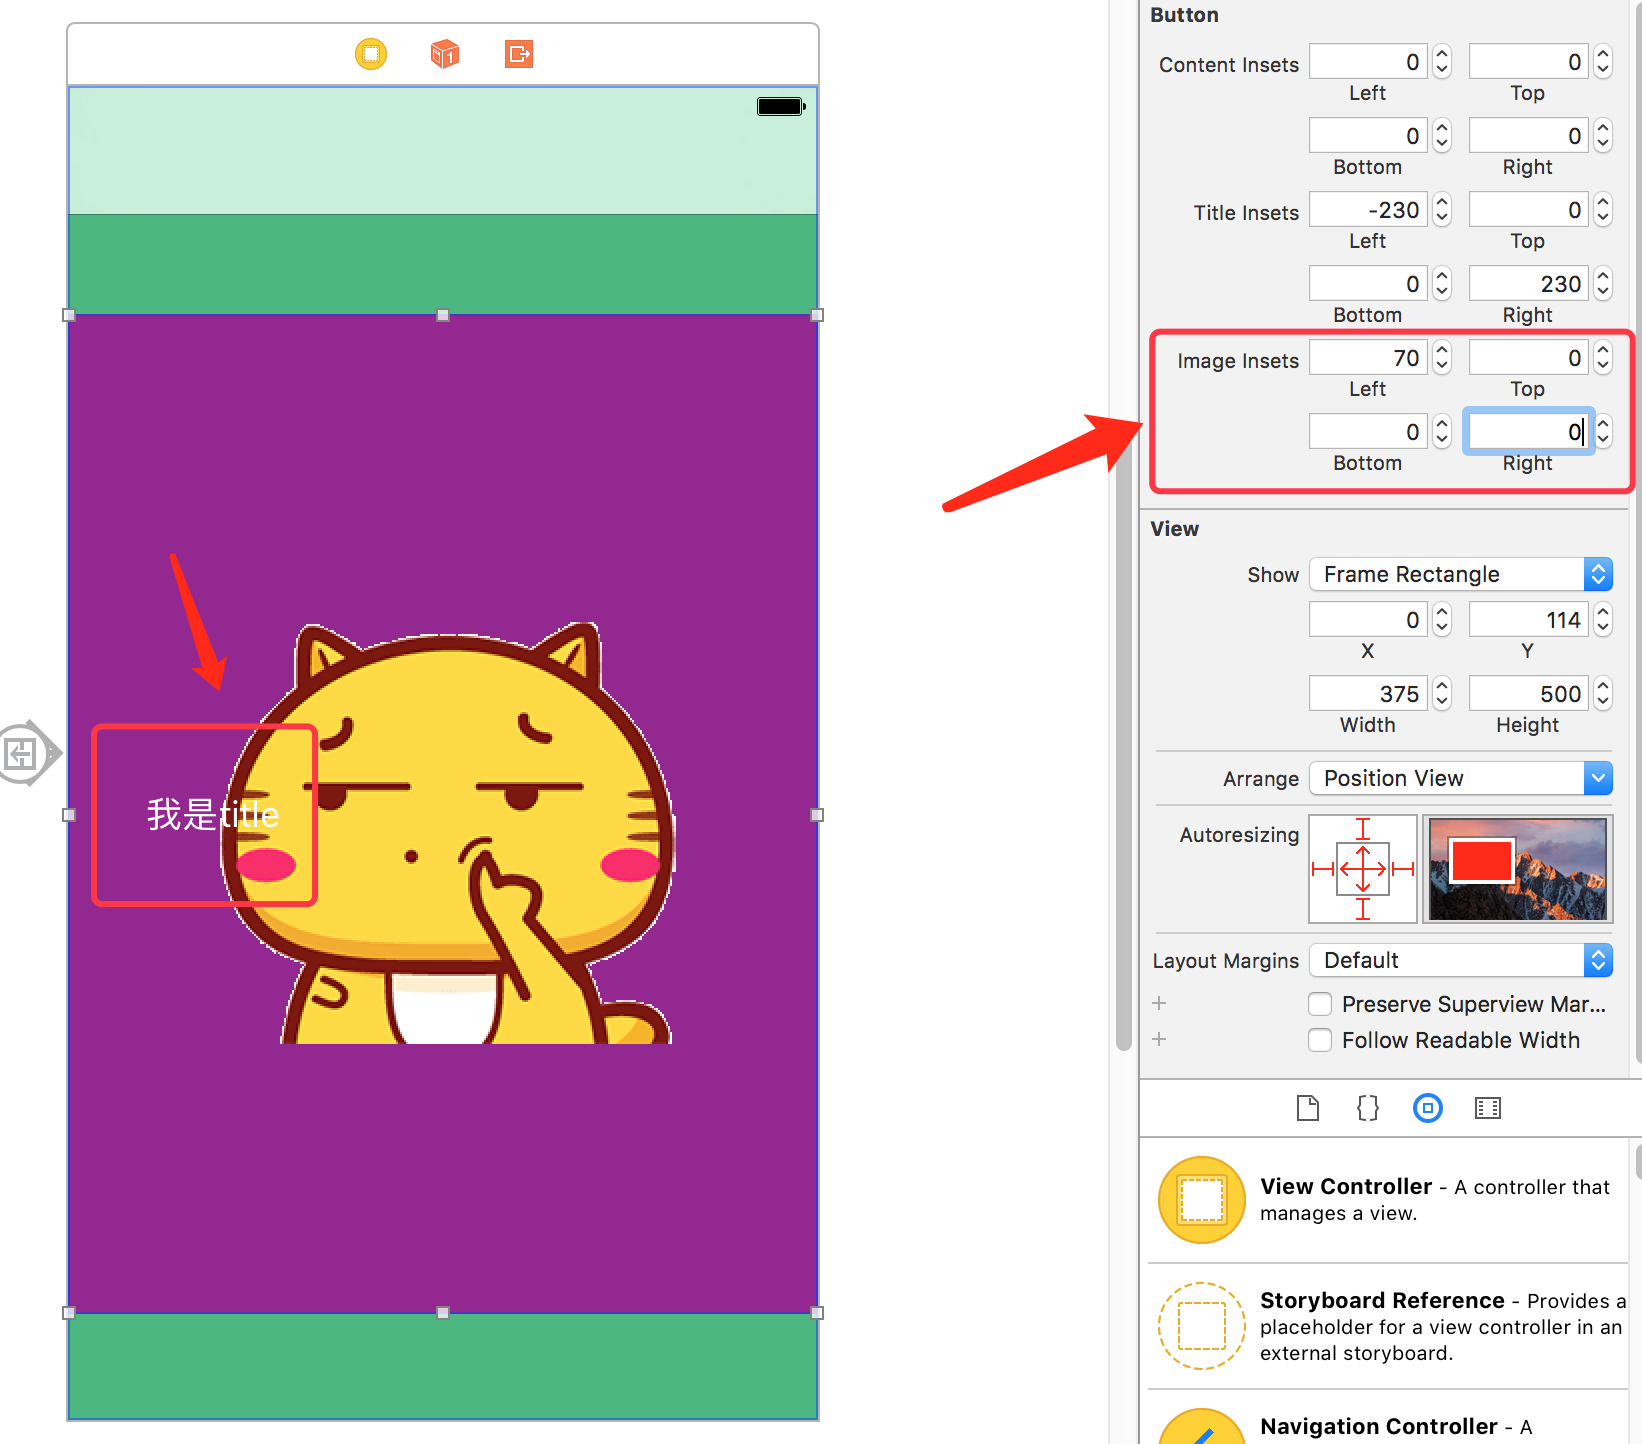 我是title
Button
Content Insets 0 0
Left Top
0 0
Bottom Right
Title Insets -230 0
Left Top
0 230
Bottom Right
Image Insets 70 0
Left Top
0 0
Bottom Right
View
Show Frame Rectangle
0 114
X Y
375 500
Width Height
Arrange Position View
Autoresizing
Layout Margins Default
+ Preserve Superview Mar...
+ Follow Readable Width
{}
View Controller - A controller that
manages a view.
Storyboard Reference - Provides a
placeholder for a view controller in an
external storyboard.
Navigation Controller - A